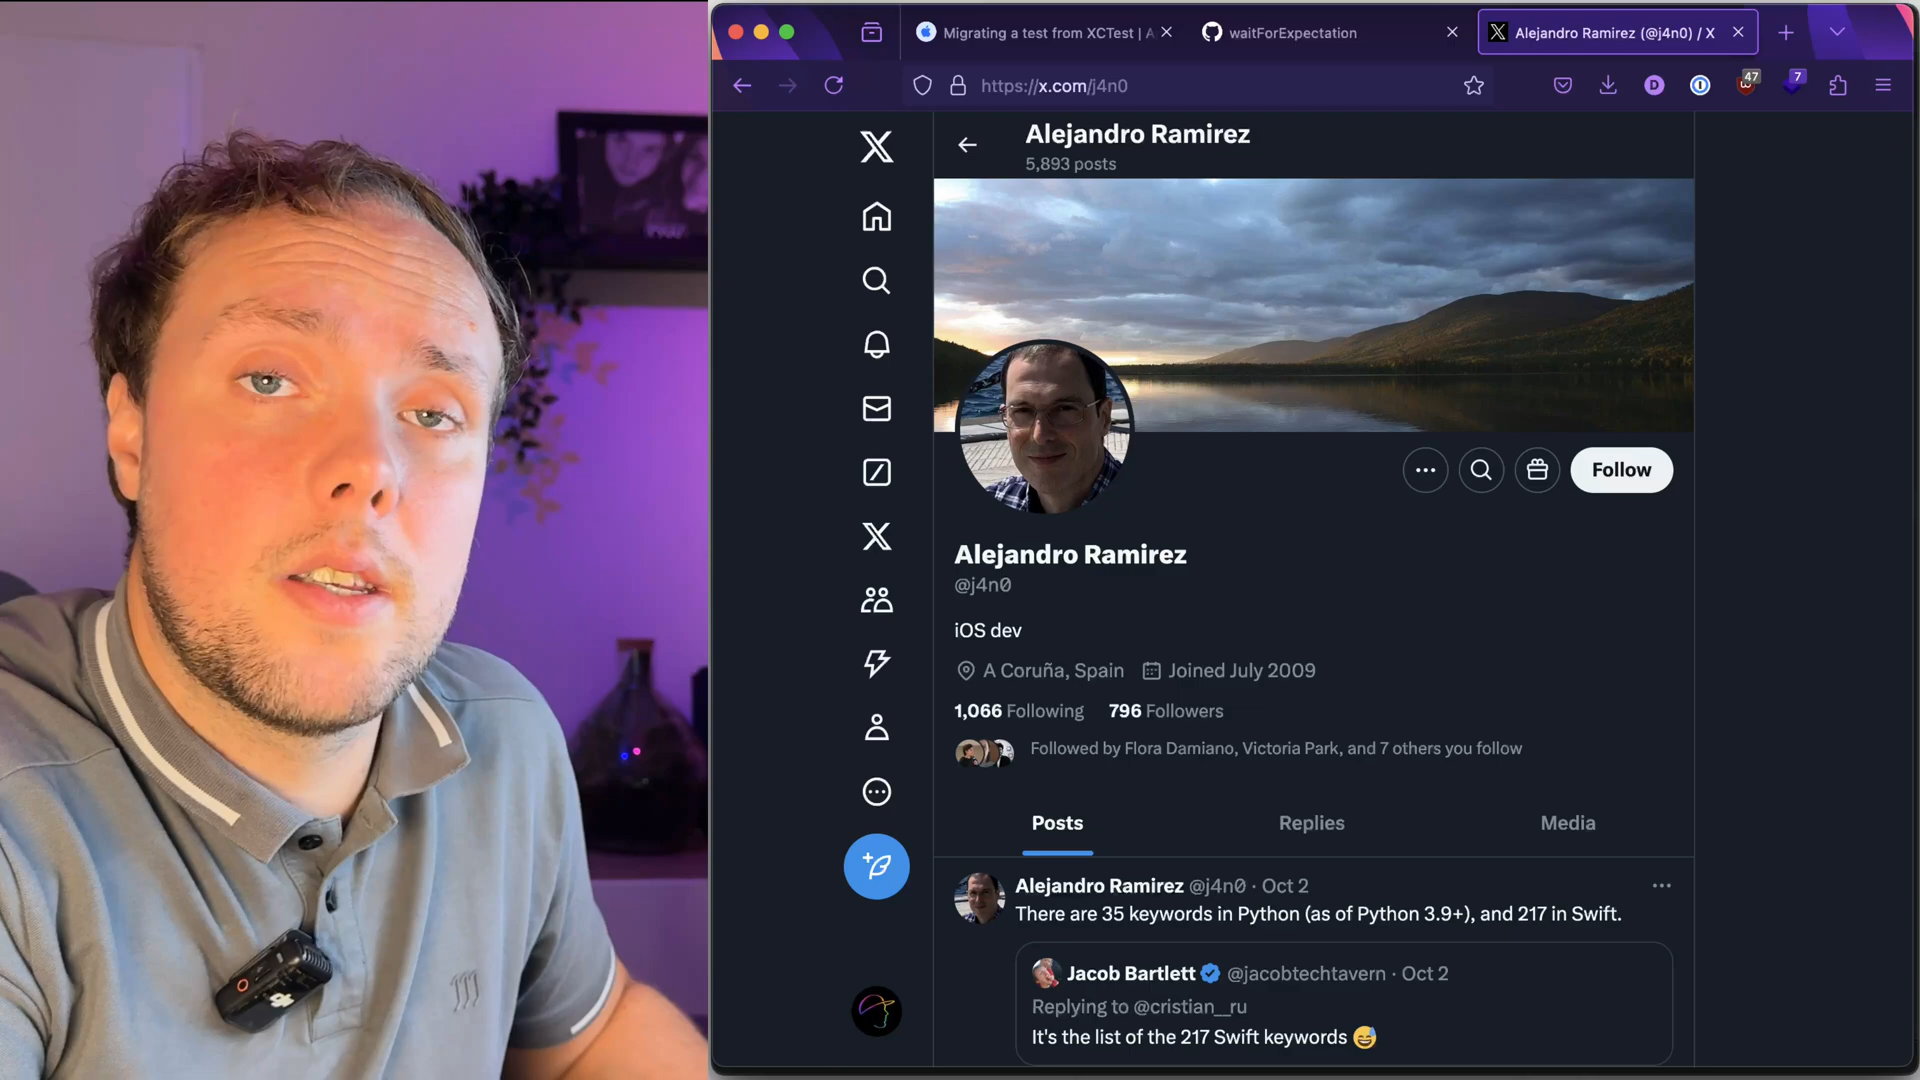 Migrating a test from XCTest | A
waitForExpectation
Alejandro Ramirez (@j4n0) / X
https://x.com/j4n0
47
7
Alejandro Ramirez
5,893 posts
Follow
Alejandro Ramirez
@j4n0
iOS dev
A Coruña, Spain
Joined July 2009
1,066 Following
796 Followers
Followed by Flora Damiano, Victoria Park, and 7 others you follow
Posts
Replies
Media
Alejandro Ramirez @j4n0 · Oct 2
There are 35 keywords in Python (as of Python 3.9+), and 217 in Swift.
Jacob Bartlett @jacobtechtavern · Oct 2
Replying to @cristian__ru
It's the list of the 217 Swift keywords 😅